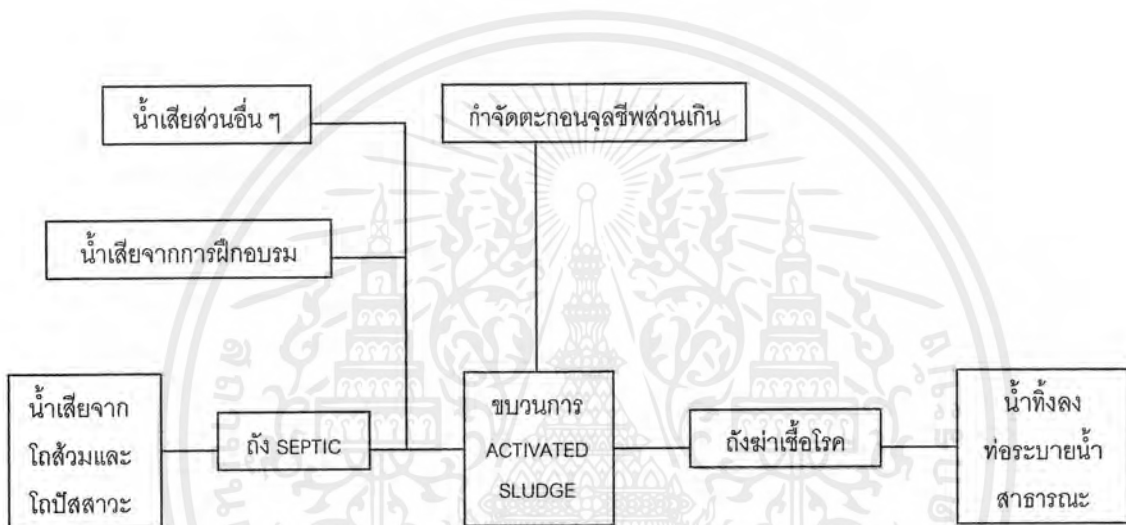 น้ำเสียส่วนอื่น ๆ
กำจัดตะกอนจุลชีพส่วนเกิน
น้ำเสียจากการฝึกอบรม
น้ำเสียจาก
โถส้วมและ
โถปัสสาวะ
ถัง SEPTIC
ขบวนการ
ACTIVATED
SLUDGE
ถังฆ่าเชื้อโรค
น้ำทิ้งลง
ท่อระบายน้ำ
สาธารณะ